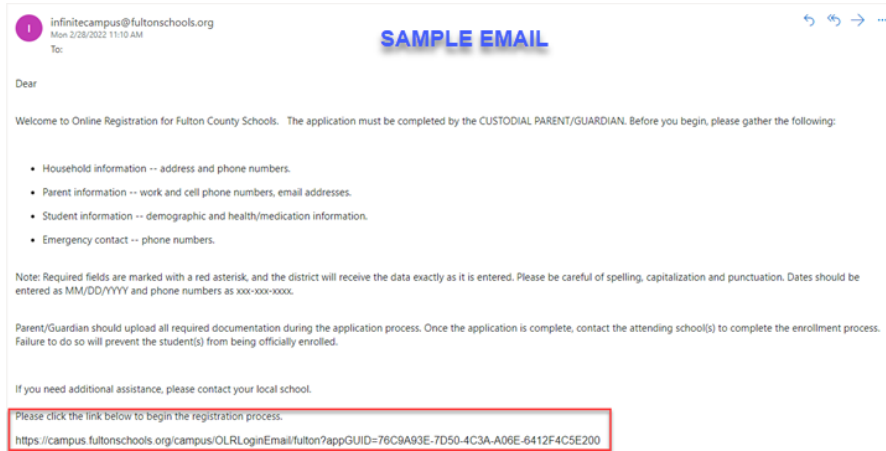 I
infinitecampus@fultonschools.org
Mon 2/28/2022 11:10 AM
To:
SAMPLE EMAIL
Dear
Welcome to Online Registration for Fulton County Schools.   The application must be completed by the CUSTODIAL PARENT/GUARDIAN. Before you begin, please gather the following:
• Household information -- address and phone numbers.
• Parent information -- work and cell phone numbers, email addresses.
• Student information -- demographic and health/medication information.
• Emergency contact -- phone numbers.
Note: Required fields are marked with a red asterisk, and the district will receive the data exactly as it is entered. Please be careful of spelling, capitalization and punctuation. Dates should be
entered as MM/DD/YYYY and phone numbers as xxx-xxx-xxxx.
Parent/Guardian should upload all required documentation during the application process. Once the application is complete, contact the attending school(s) to complete the enrollment process.
Failure to do so will prevent the student(s) from being officially enrolled.
If you need additional assistance, please contact your local school.
Please click the link below to begin the registration process.
https://campus.fultonschools.org/campus/OLRLoginEmail/fulton?appGUID=76C9A93E-7D50-4C3A-A06E-6412F4C5E200